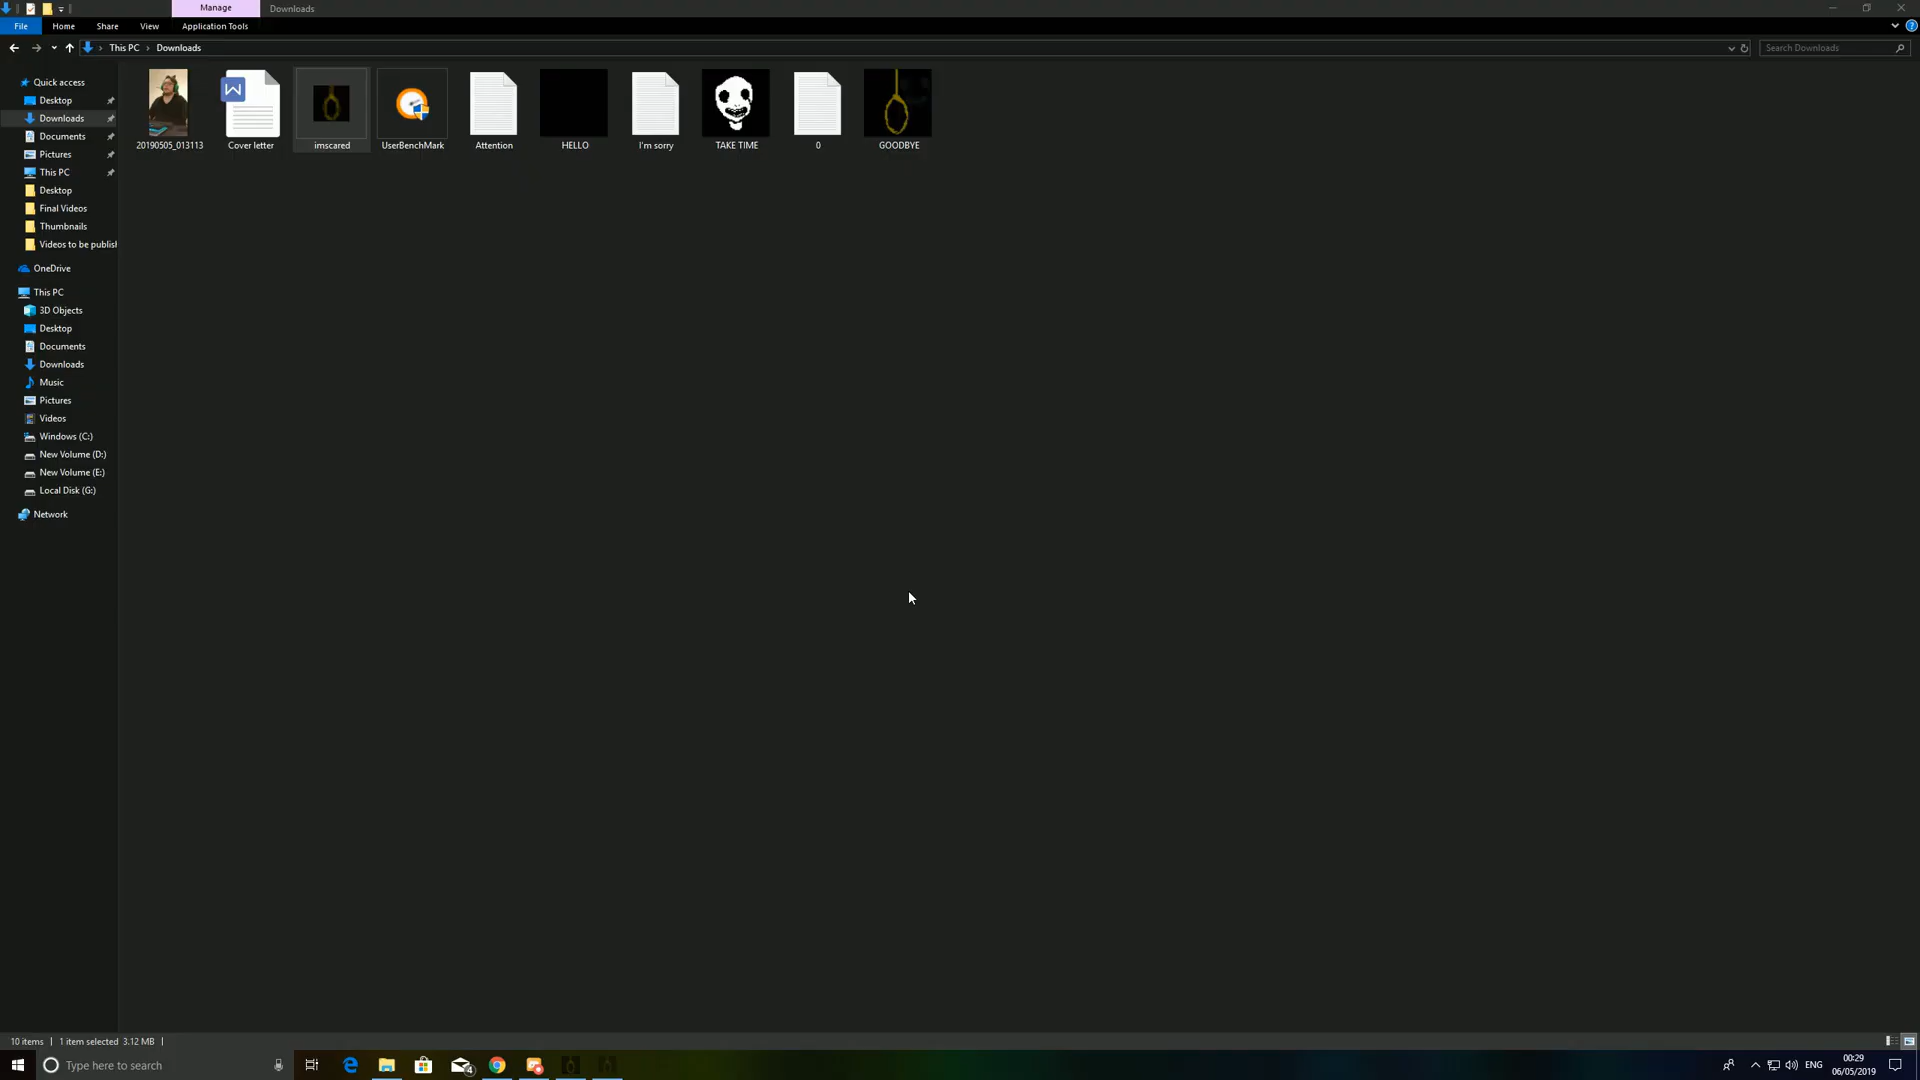 Manage
Downloads
File
Home
Share
View
Application Tools
This PC
Downloads
Search Downloads
Quick access
Desktop
Downloads
Documents
Pictures
This PC
Desktop
Final Videos
Thumbnails
Videos to be publish
OneDrive
This PC
3D Objects
Desktop
Documents
Downloads
Music
Pictures
Videos
Windows (C:)
New Volume (D:)
New Volume (E:)
Local Disk (G:)
Network
W
20190505_013113
Cover letter
imscared
UserBenchMark
Attention
HELLO
I'm sorry
TAKE TIME
0
GOODBYE
10 items
1 item selected 3.12 MB
Type here to search
4
ENG
00:29
06/05/2019